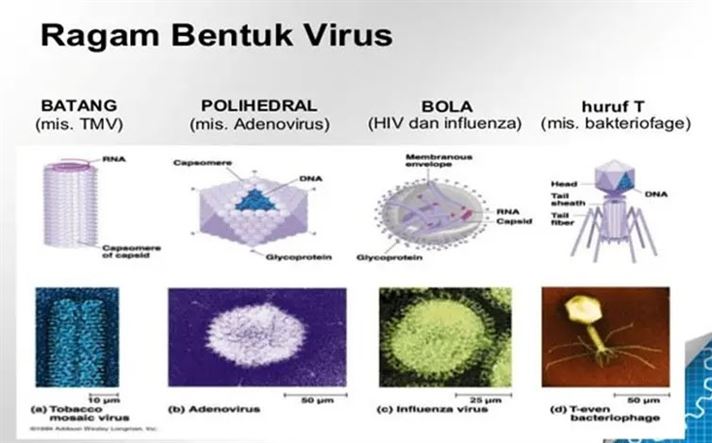 Ragam Bentuk Virus
BATANG
(mis. TMV)
POLIHEDRAL
(mis. Adenovirus)
BOLA
(HIV dan influenza)
huruf T
(mis. bakteriofage)
RNA
Capsomere
of capsid
Capsomere
DNA
Glycoprotein
Membranous
envelope
RNA
Capsid
Glycoprotein
Head
Tail
sheath
Tail
fiber
DNA
10 μm
(a) Tobacco
mosaic virus
50 μm
(b) Adenovirus
25 μm
(c) Influenza virus
50 μm
(d) T-even
bacteriophage
©1999 Addison Wesley Longman, Inc.